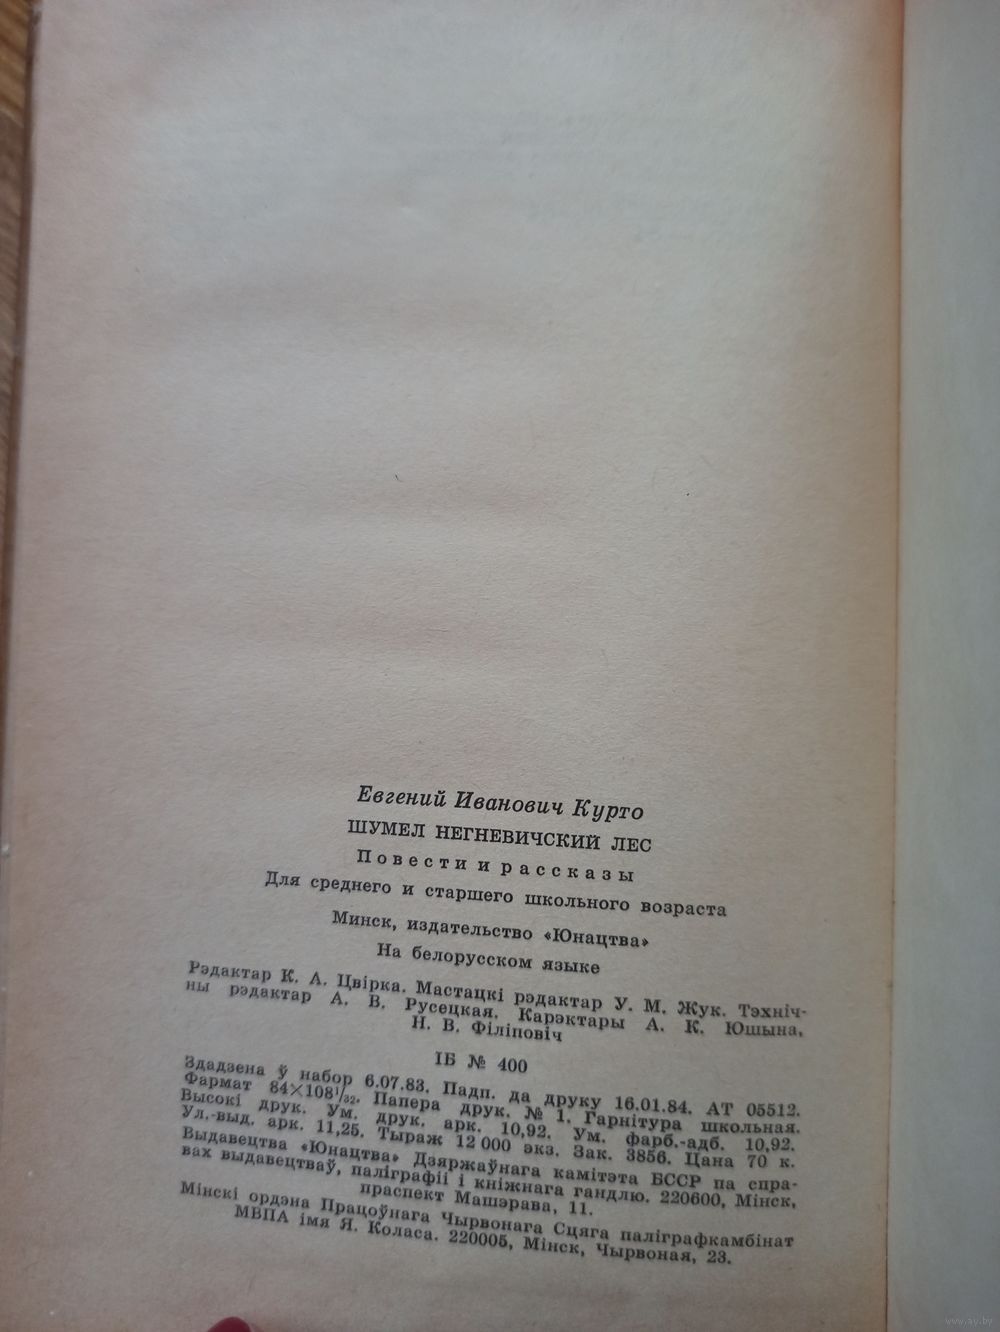 Евгений Иванович Курто
ШУМЕЛ НЕГНЕВИЧСКИЙ ЛЕС
Повести и рассказы
Для среднего и старшего школьного возраста
Минск, издательство «Юнацтва»
На белорусском языке
Рэдактар К. А. Цвірка. Мастацкі рэдактар У. М. Жук. Тэхніч-
ны рэдактар А. В. Русецкая. Карэктары А. К. Юшына,
Н. В. Філіповіч
ІБ № 400
Здадзена ў набор 6.07.83. Падп. да друку 16.01.84. АТ 05512.
Фармат 84×108¹/₃₂. Папера друк. № 1. Гарнітура школьная.
Высокі друк. Ум. друк. арк. 10,92. Ум. фарб.-адб. 10,92.
Ул.-выд. арк. 11,25. Тыраж 12 000 экз. Зак. 3856. Цана 70 к.
Выдавецтва «Юнацтва» Дзяржаўнага камітэта БССР па спра-
вах выдавецтваў, паліграфіі і кніжнага гандлю. 220600, Мінск,
праспект Машэрава, 11.
Мінскі ордэна Працоўнага Чырвонага Сцяга паліграфкамбінат
МВПА імя Я. Коласа. 220005, Мінск, Чырвоная, 23.
www.ay.by